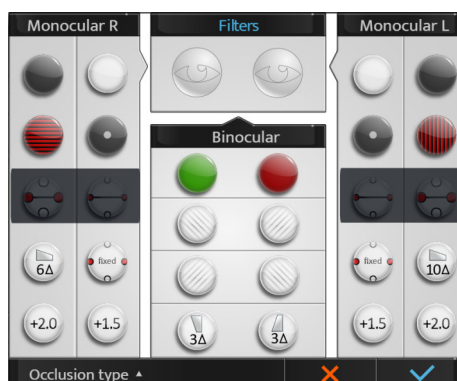 Monocular R
Filters
Monocular L
Binocular
6Δ
fixed
fixed
10Δ
+2.0
+1.5
3Δ
3Δ
+1.5
+2.0
Occlusion type